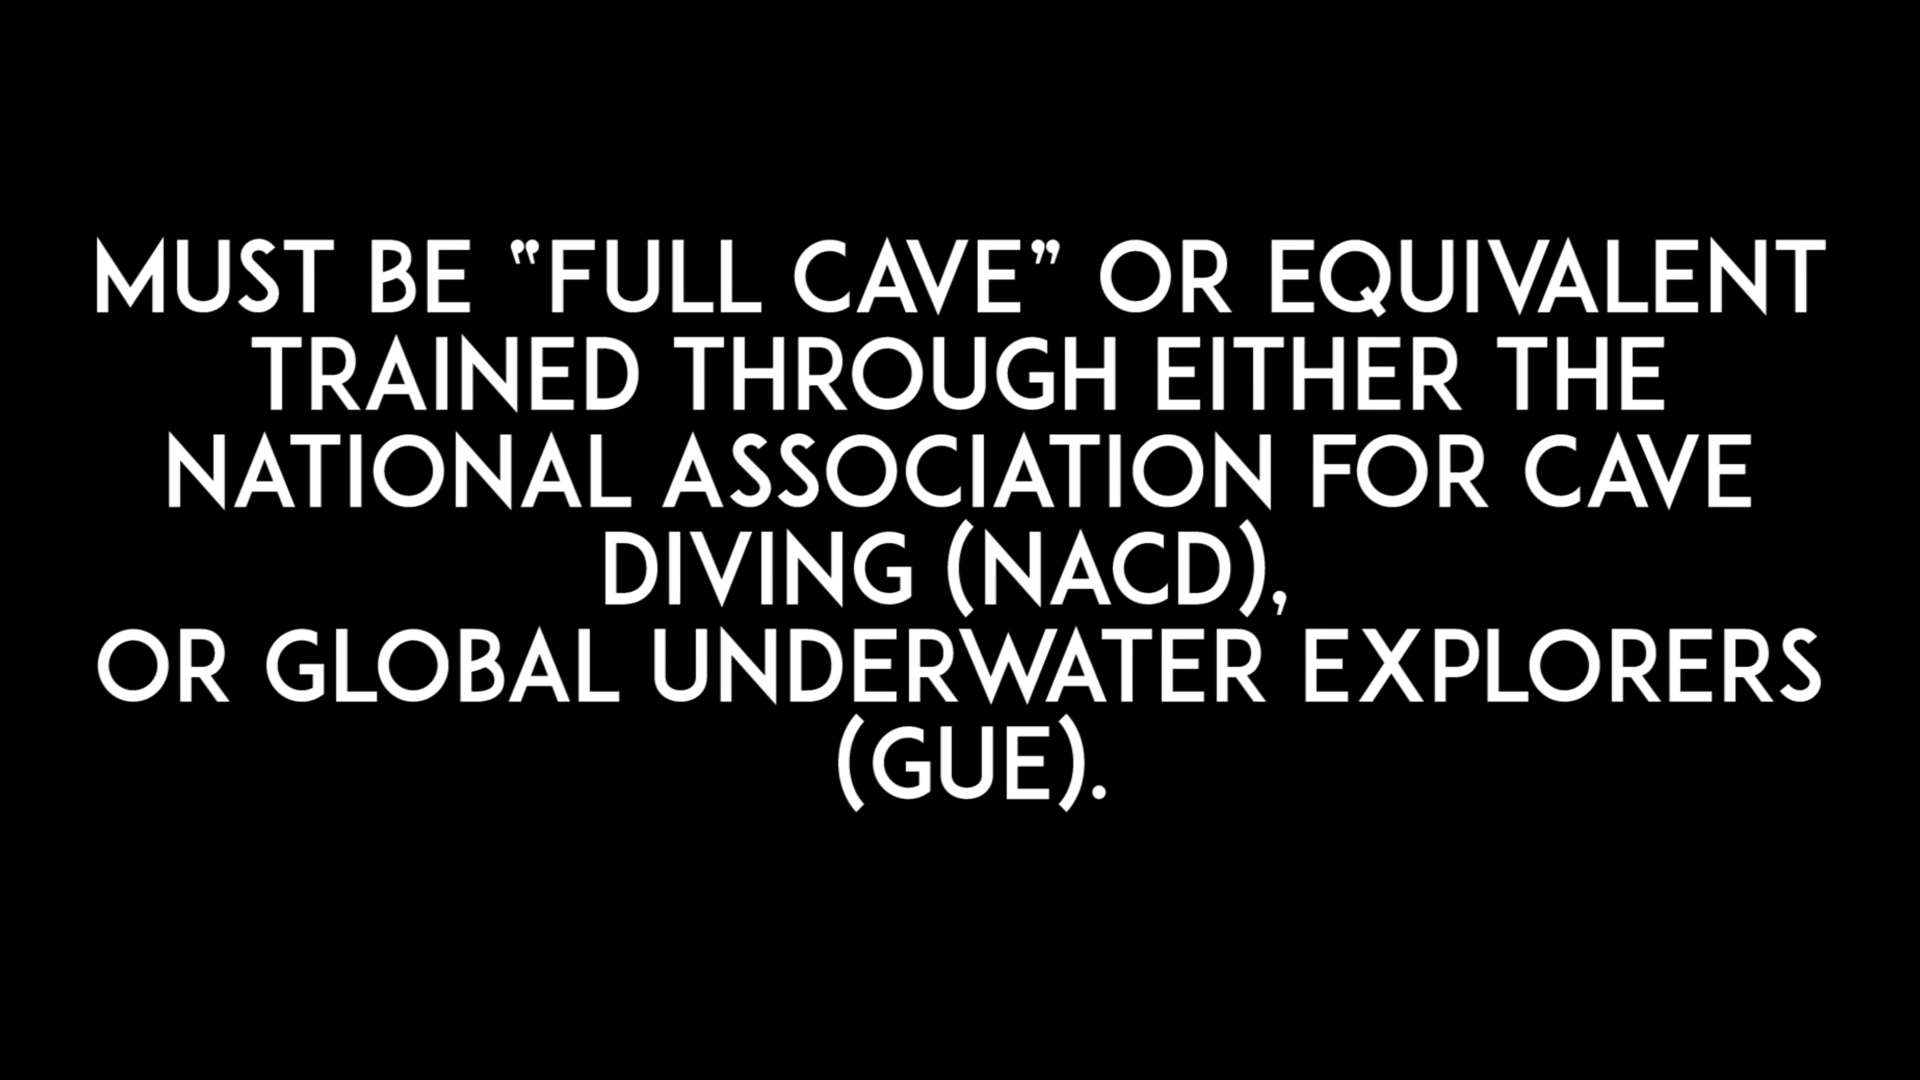 MUST BE “FULL CAVE” OR EQUIVALENT
TRAINED THROUGH EITHER THE
NATIONAL ASSOCIATION FOR CAVE
DIVING (NACD),
OR GLOBAL UNDERWATER EXPLORERS
(GUE).